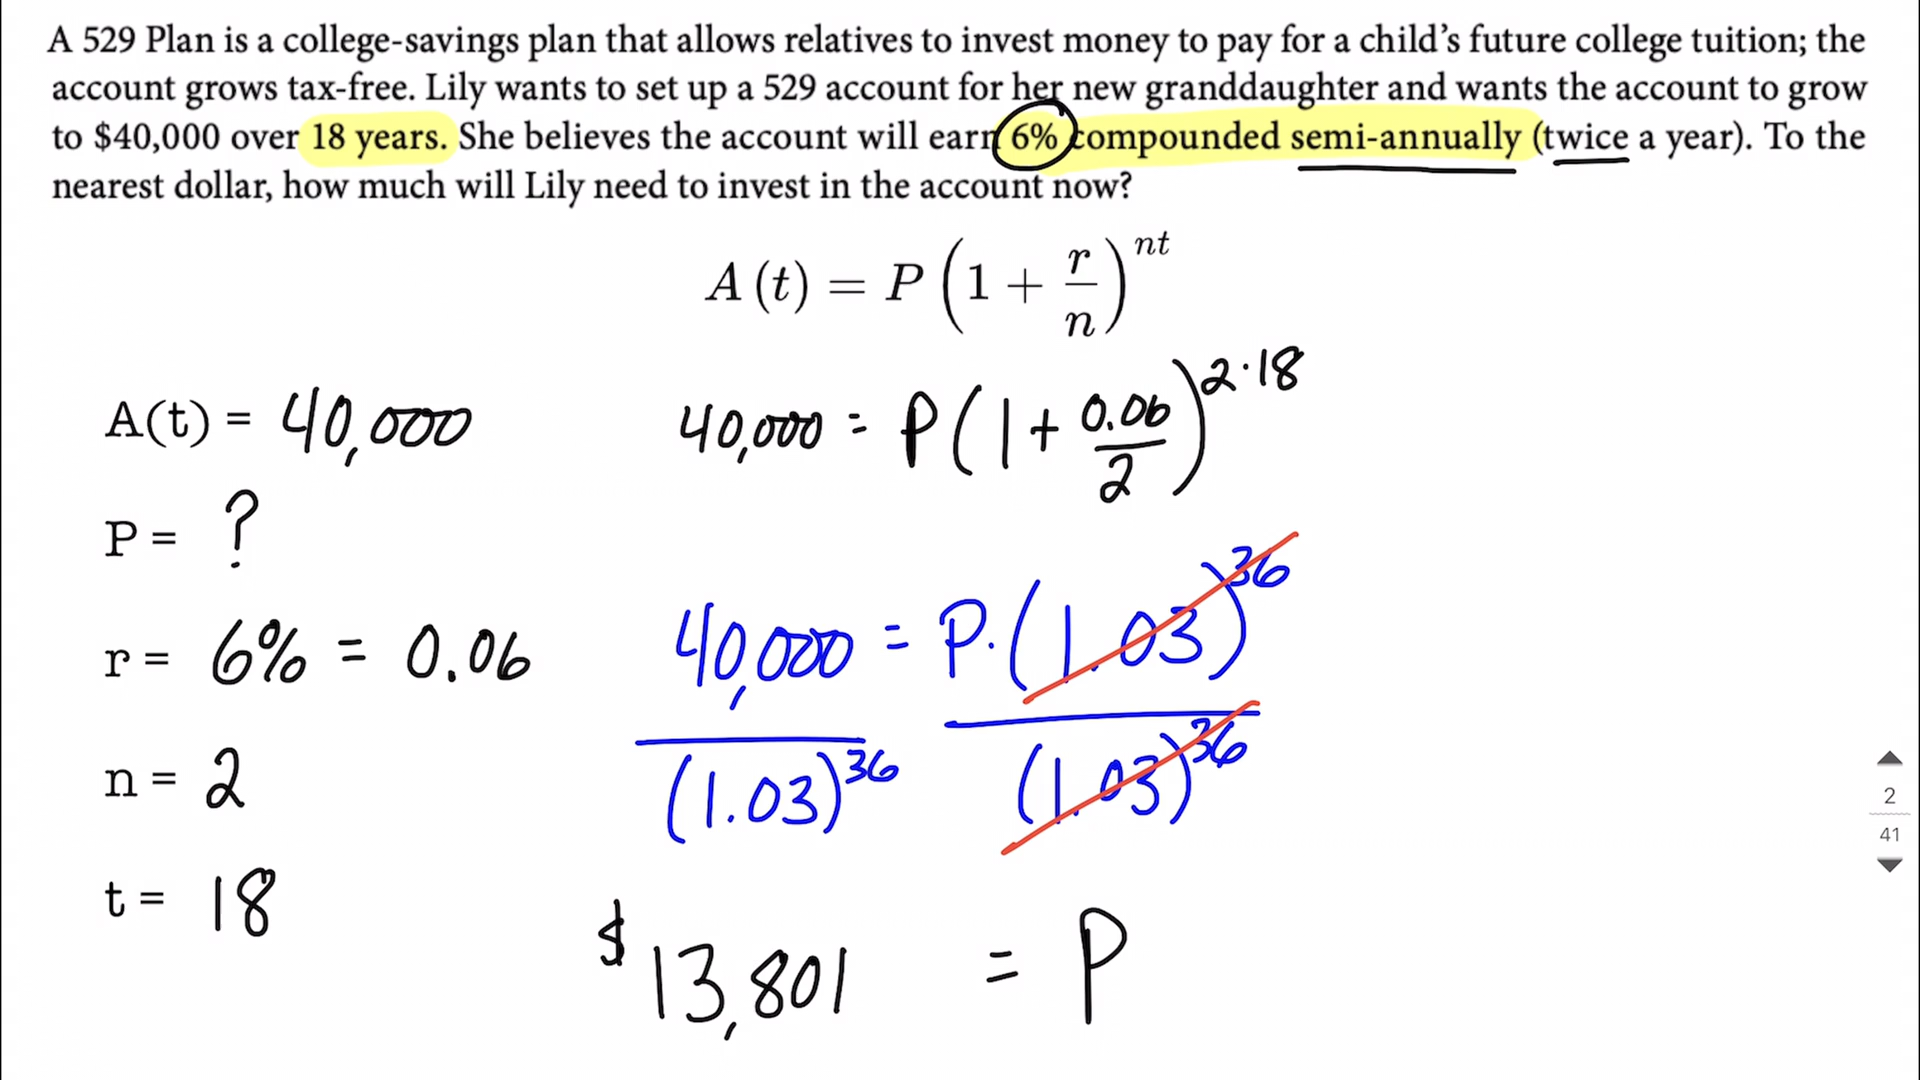 A 529 Plan is a college-savings plan that allows relatives to invest money to pay for a child’s future college tuition; the
account grows tax-free. Lily wants to set up a 529 account for her new granddaughter and wants the account to grow
to $40,000 over 18 years. She believes the account will earn 6% compounded semi-annually (twice a year). To the
nearest dollar, how much will Lily need to invest in the account now?
A(t) = P(1 + r/n)^nt
A(t) = 40,000
40,000 = P(1 + 0.06/2)^2·18
P = ?
40,000 = P·(1.03)^36
r = 6% = 0.06
(1.03)^36 (1.03)^36
n = 2
2
41
t = 18
$13,801 = P